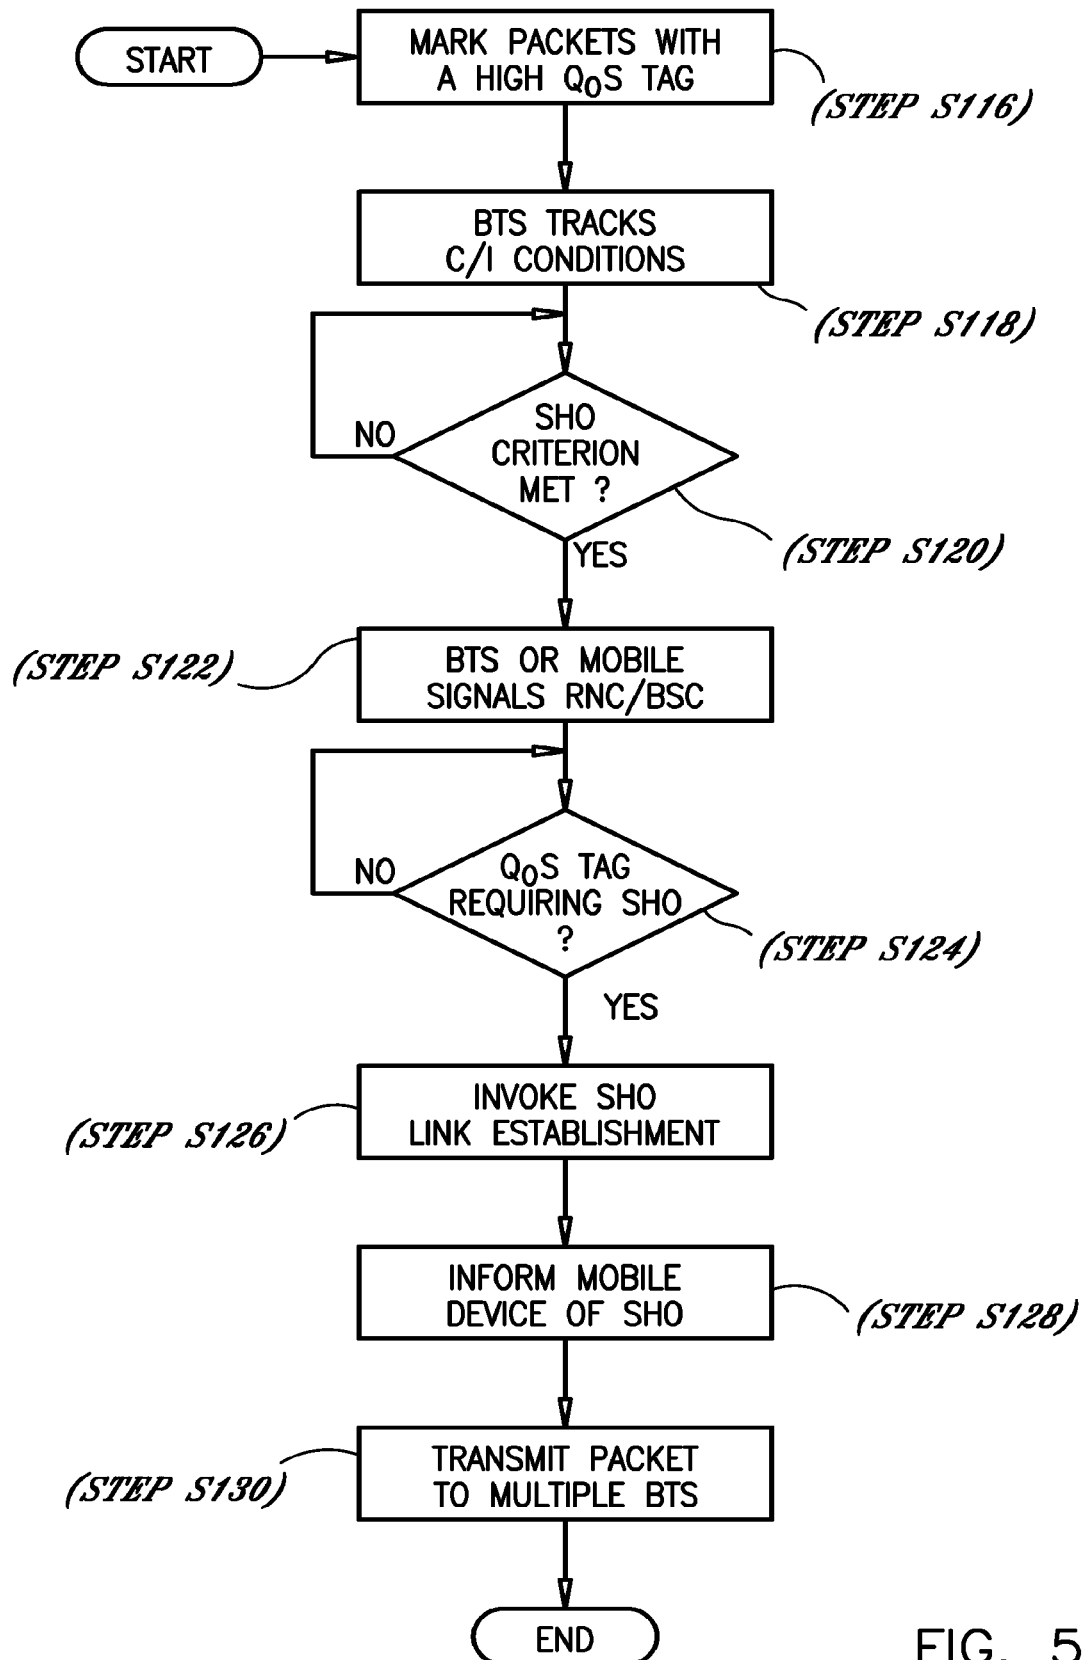 START
MARK PACKETS WITH
A HIGH QoS TAG
(STEP S116)
BTS TRACKS
C/I CONDITIONS
(STEP S118)
SHO
CRITERION
MET ?
NO
(STEP S120)
YES
(STEP S122)
BTS OR MOBILE
SIGNALS RNC/BSC
QoS TAG
REQUIRING SHO
?
NO
(STEP S124)
YES
INVOKE SHO
LINK ESTABLISHMENT
(STEP S126)
INFORM MOBILE
DEVICE OF SHO
(STEP S128)
TRANSMIT PACKET
TO MULTIPLE BTS
(STEP S130)
END
FIG. 5